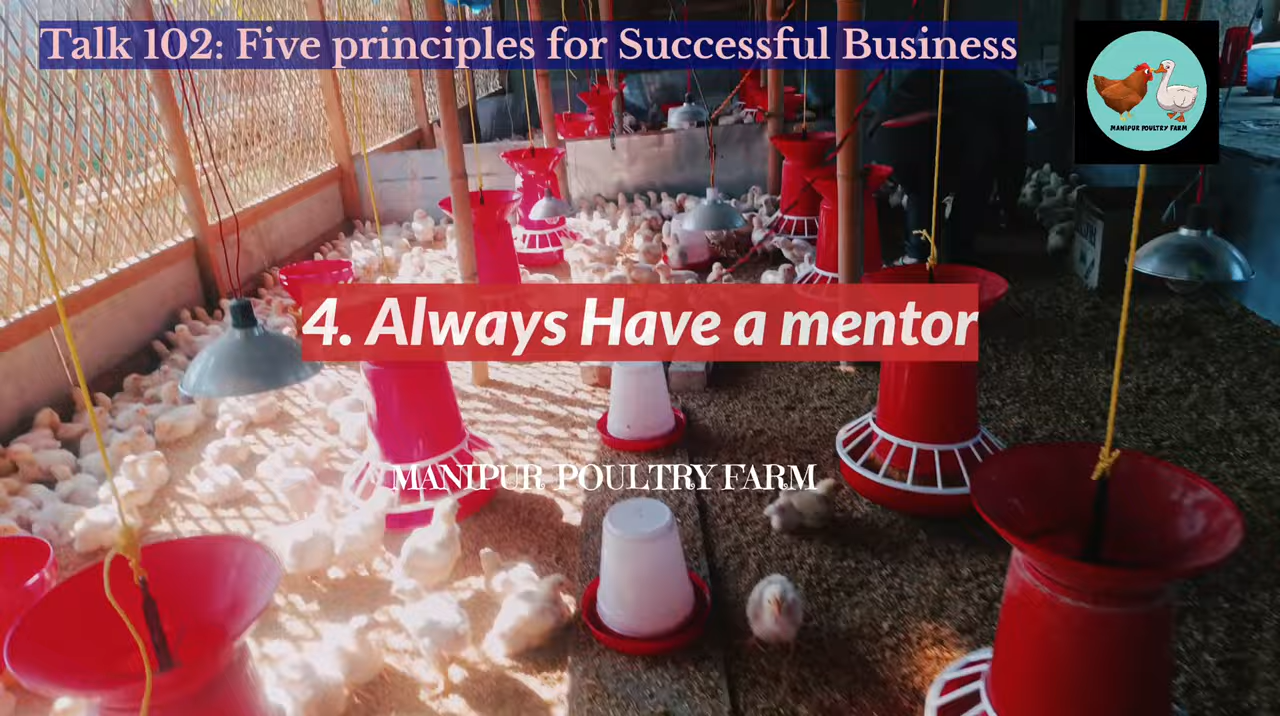 Talk 102: Five principles for Successful Business
MANIPUR POULTRY FARM
4. Always Have a mentor
MANIPUR POULTRY FARM